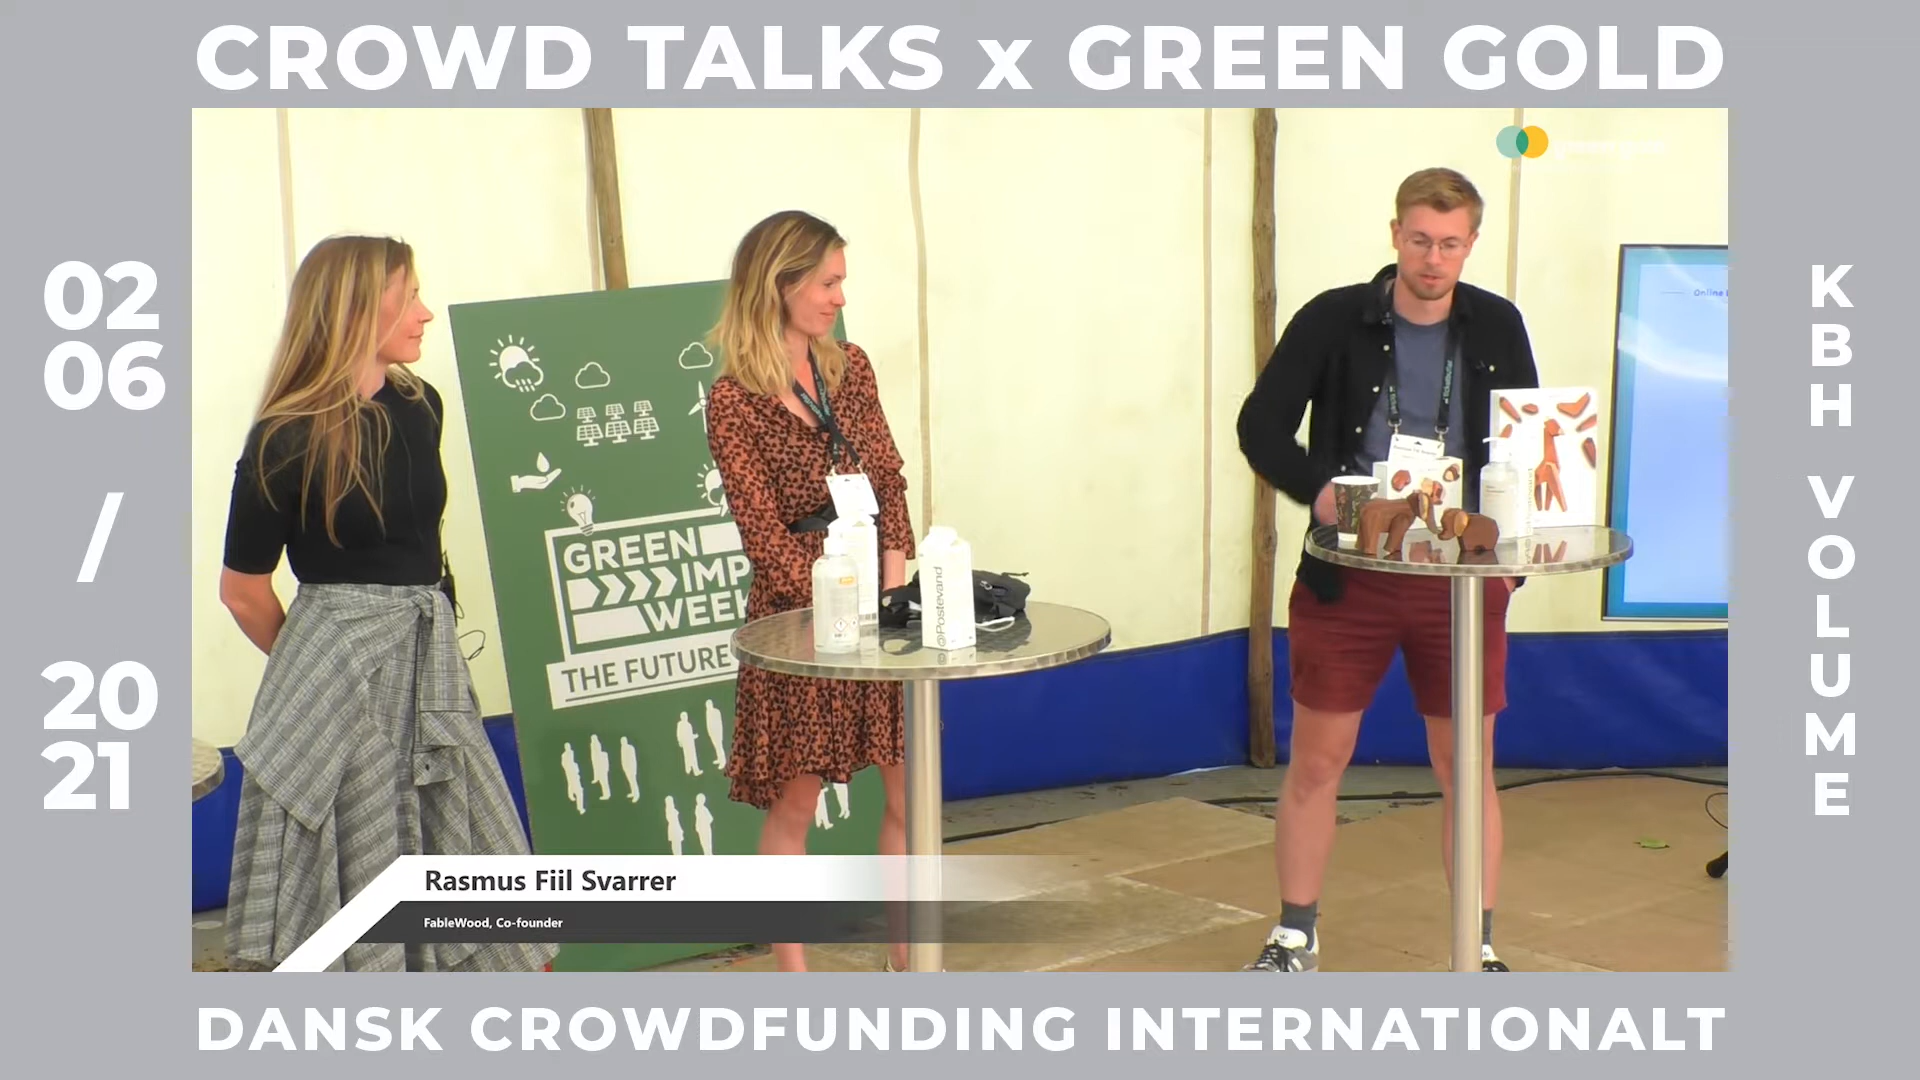 CROWD TALKS x GREEN GOLD
02
06
/
20
21
Online
GREEN
IMP
WEEK
THE FUTURE
@Postevand
Rasmus Fiil Svarrer
FableWood, Co-founder
KBH VOLUME
DANSK CROWDFUNDING INTERNATIONALT